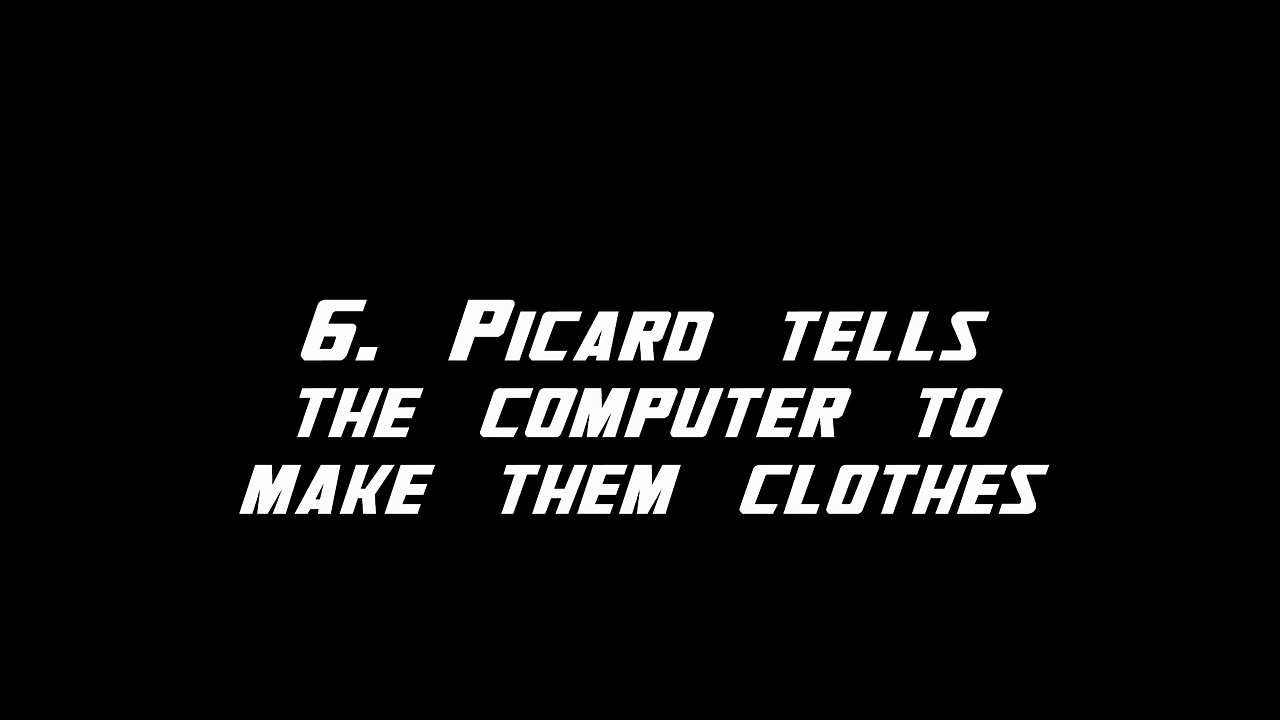 6. Picard tells
the computer to
make them clothes